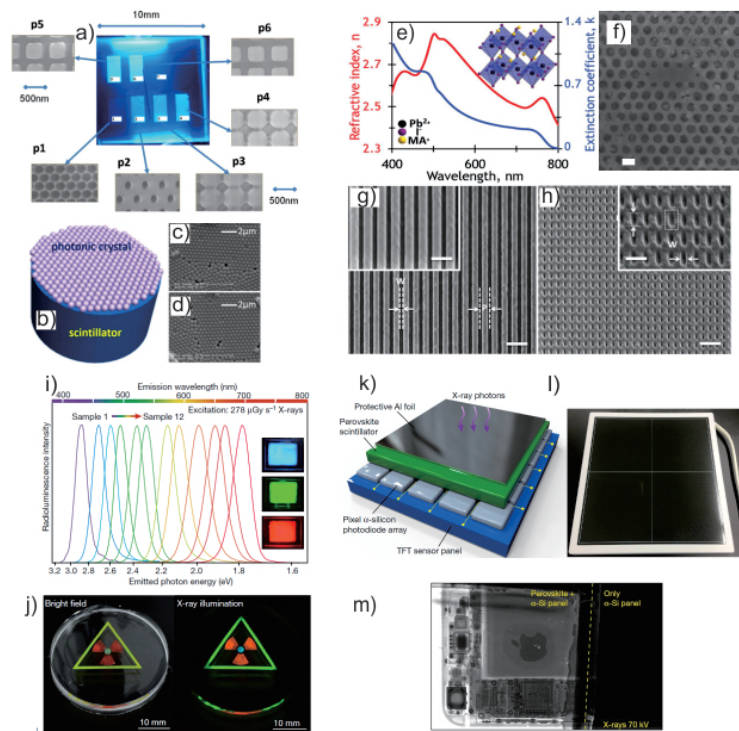 a)
10mm
p5
p6
500nm
p4
p1
p2
p3
500nm
photonic crystal
b)
scintillator
c)
2μm
d)
2μm
e)
Refractive index, n
2.9
2.7
2.5
2.3
400
600
800
Wavelength, nm
1.4
0.7
0
Extinction coefficient, k
Pb²⁺
I⁻
MA⁺
f)
g)
W
P
h)
W
i)
Emission wavelength (nm)
400 500 600 700 800
Sample 1 Sample 12
Excitation: 278 μGy s⁻¹ X-rays
Radioluminescence intensity
3.2 3.0 2.8 2.6 2.4 2.2 2.0 1.8 1.6
Emitted photon energy (eV)
j)
Bright field
10 mm
X-ray illumination
10 mm
k)
X-ray photons
Protective Al foil
Perovskite
scintillator
Pixel α-silicon
photodiode array
TFT sensor panel
l)
m)
Perovskite +
α-Si panel
Only
α-Si panel
X-rays 70 kV